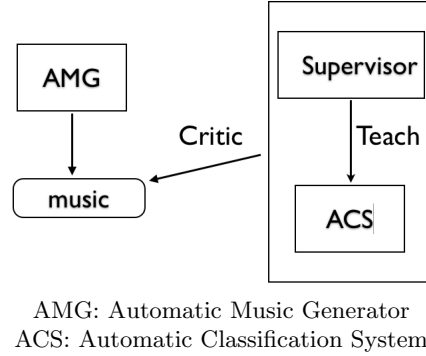 AMG
Supervisor
Critic
Teach
music
ACS
AMG: Automatic Music Generator
ACS: Automatic Classification System